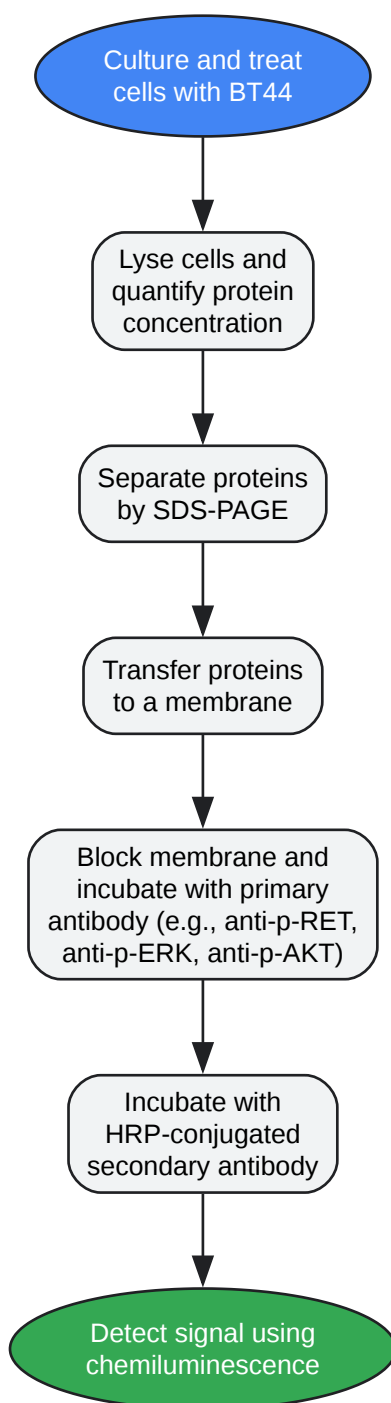 Culture and treat
cells with BT44
Lyse cells and
quantify protein
concentration
Separate proteins
by SDS-PAGE
Transfer proteins
to a membrane
Block membrane and
incubate with primary
antibody (e.g., anti-p-RET,
anti-p-ERK, anti-p-AKT)
Incubate with
HRP-conjugated
secondary antibody
Detect signal using
chemiluminescence